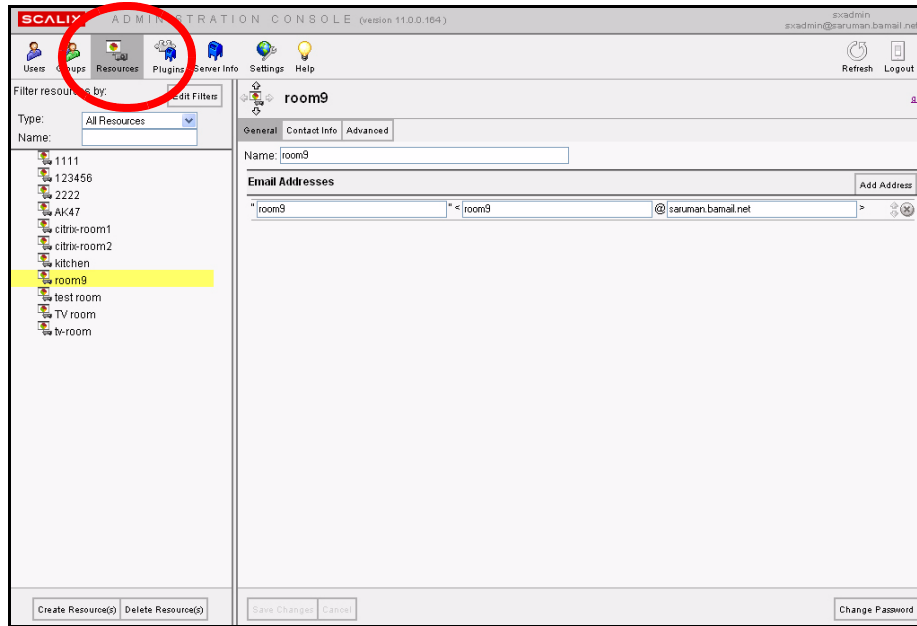 SCALIX ADMINISTRATION CONSOLE (version 11.0.0.164)
sxadmin
sxadmin@saruman.bamail.net
Users Groups Resources Plugins Server Info Settings Help
Refresh Logout
Filter resources by: Edit Filters
Type: All Resources
Name:
1111
123456
2222
AK47
citrix-room1
citrix-room2
kitchen
room9
test room
TV room
tv-room
Create Resource(s) Delete Resource(s)
room9
General Contact Info Advanced
Name: room9
Email Addresses Add Address
" room9 " < room9 @ saruman.bamail.net >
Save Changes Cancel Change Password